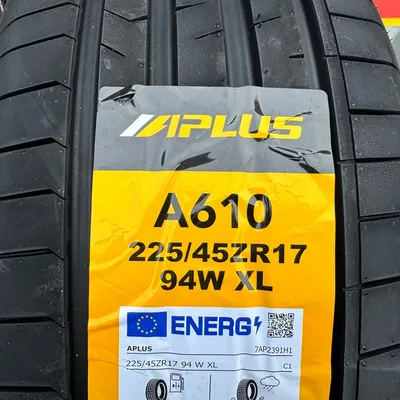 APLUS
A610
225/45ZR17
94W XL
ENERG
APLUS 7AP2391H1
225/45ZR17 94 W XL C1